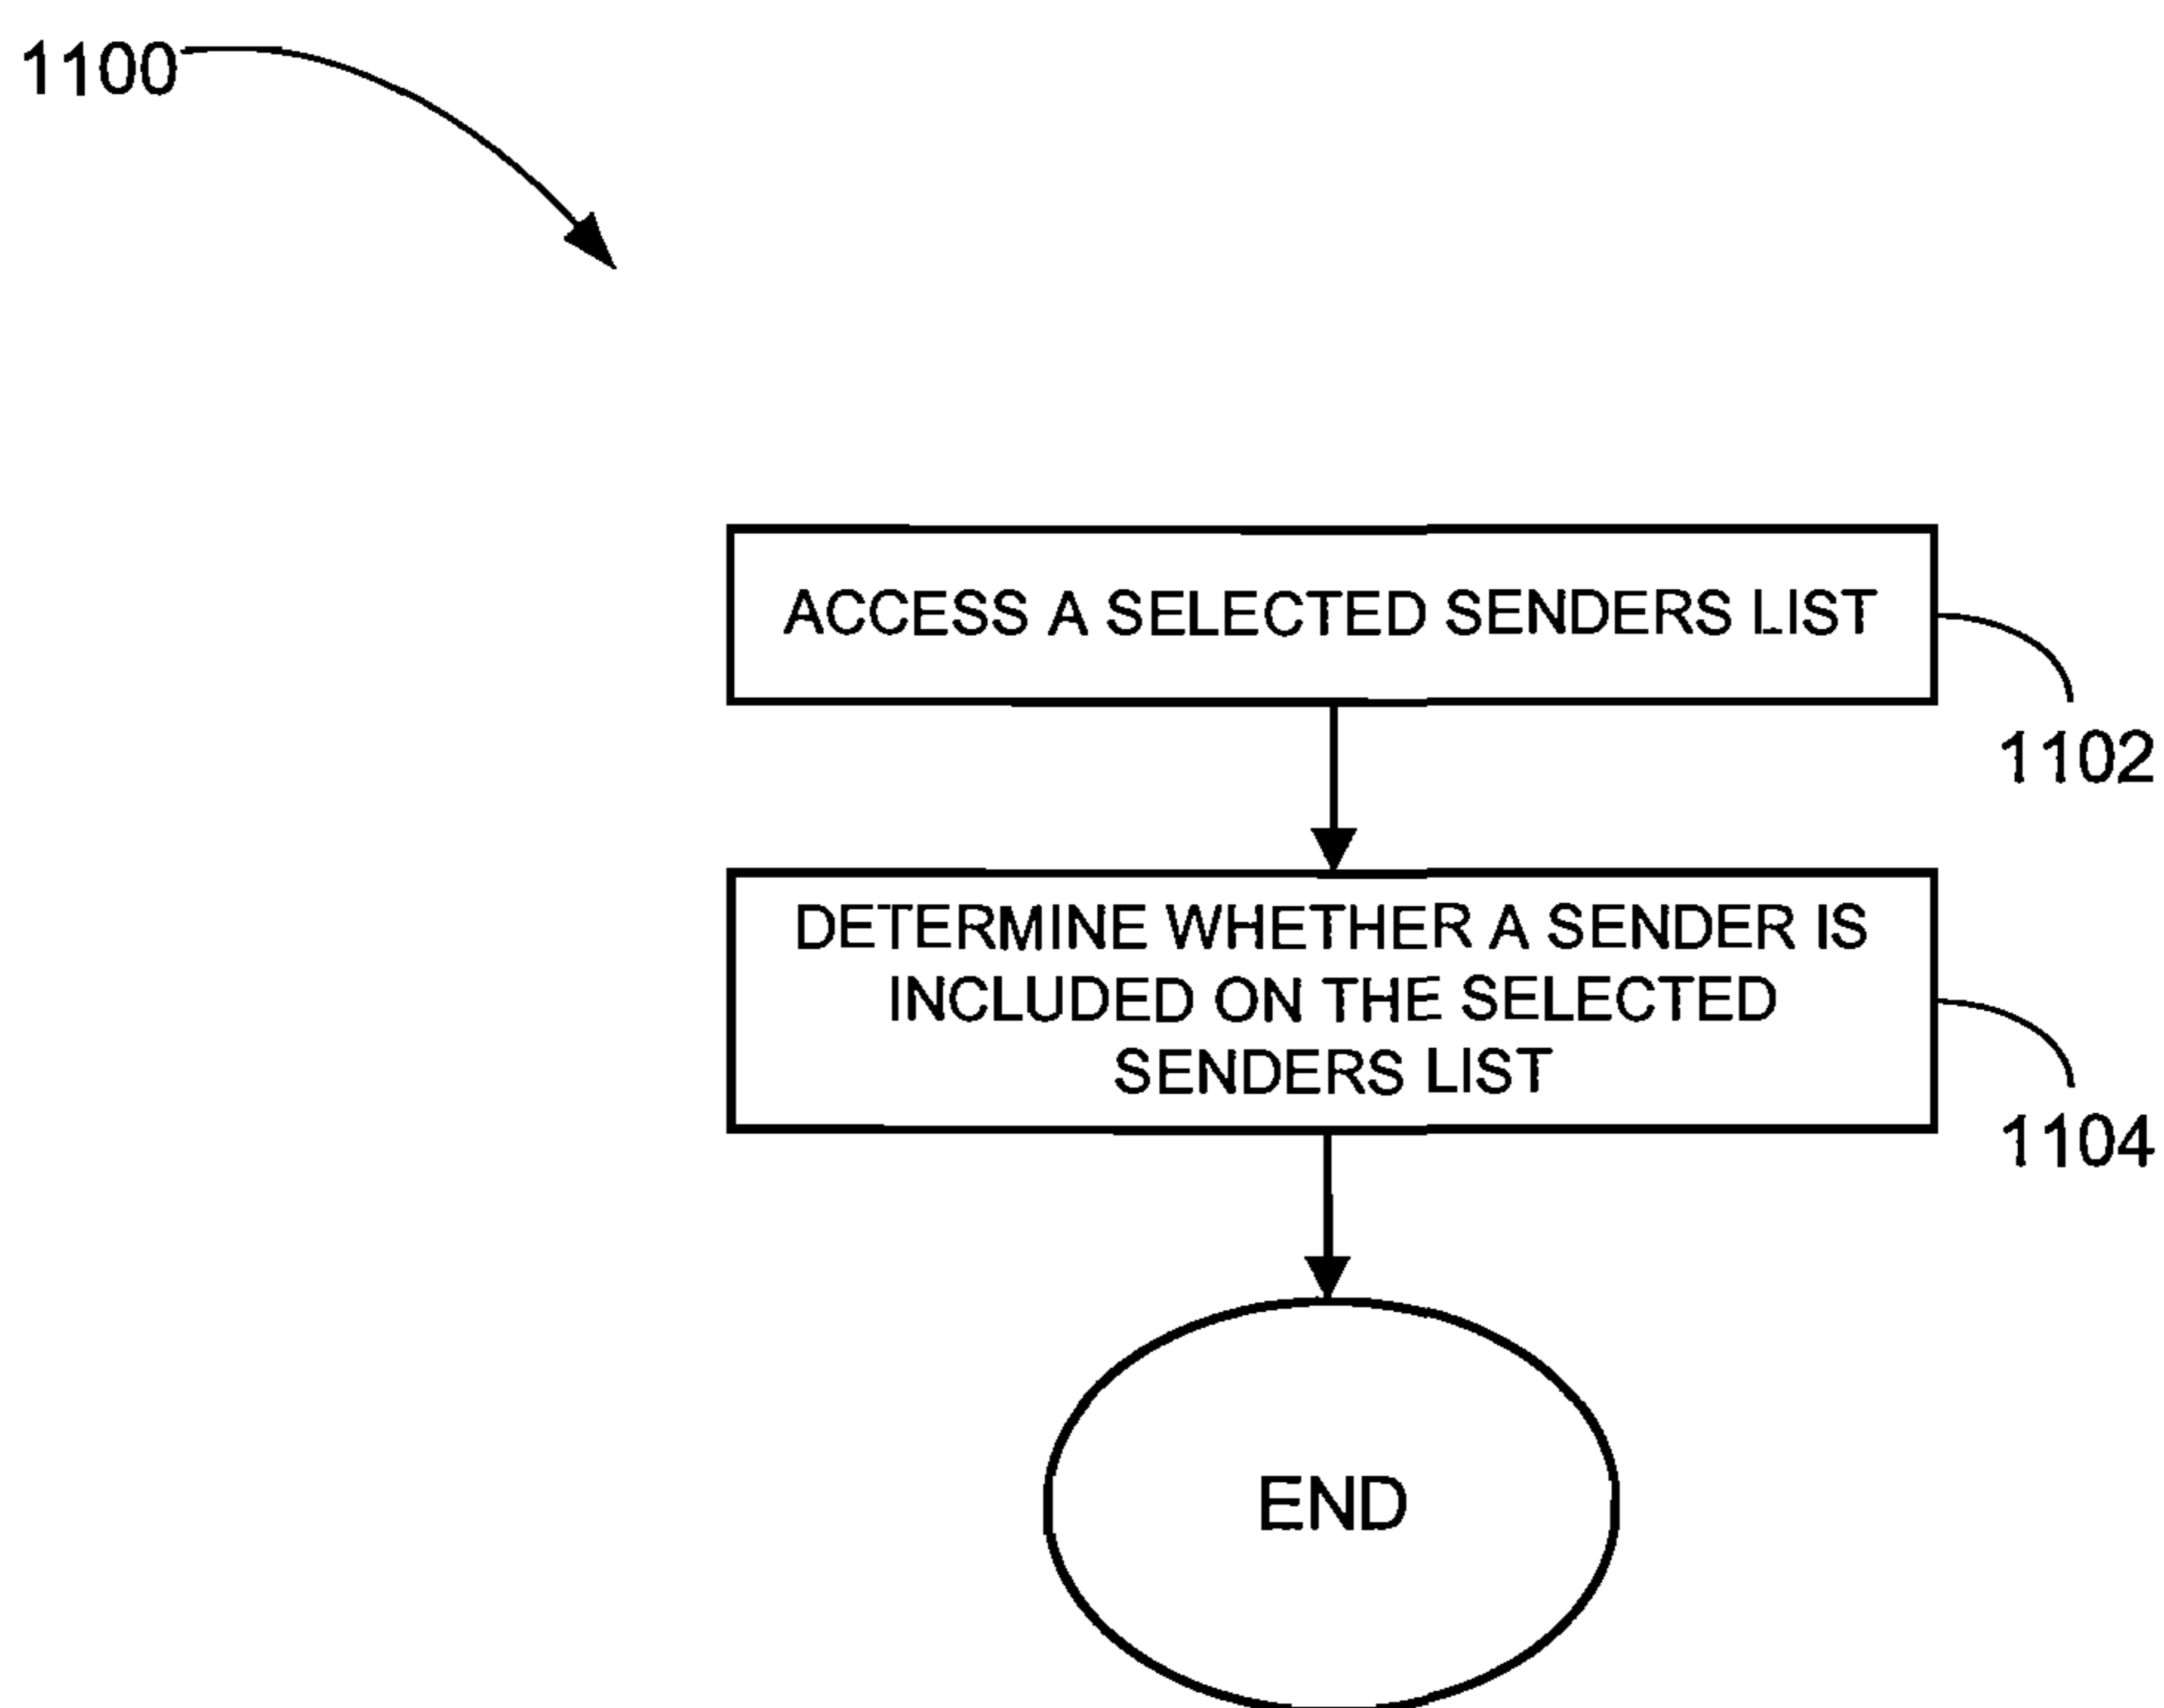 1100
ACCESS A SELECTED SENDERS LIST
1102
DETERMINE WHETHER A SENDER IS
INCLUDED ON THE SELECTED
SENDERS LIST
1104
END